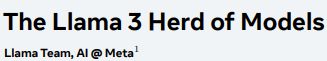 The Llama 3 Herd of Models
Llama Team, AI @ Meta¹